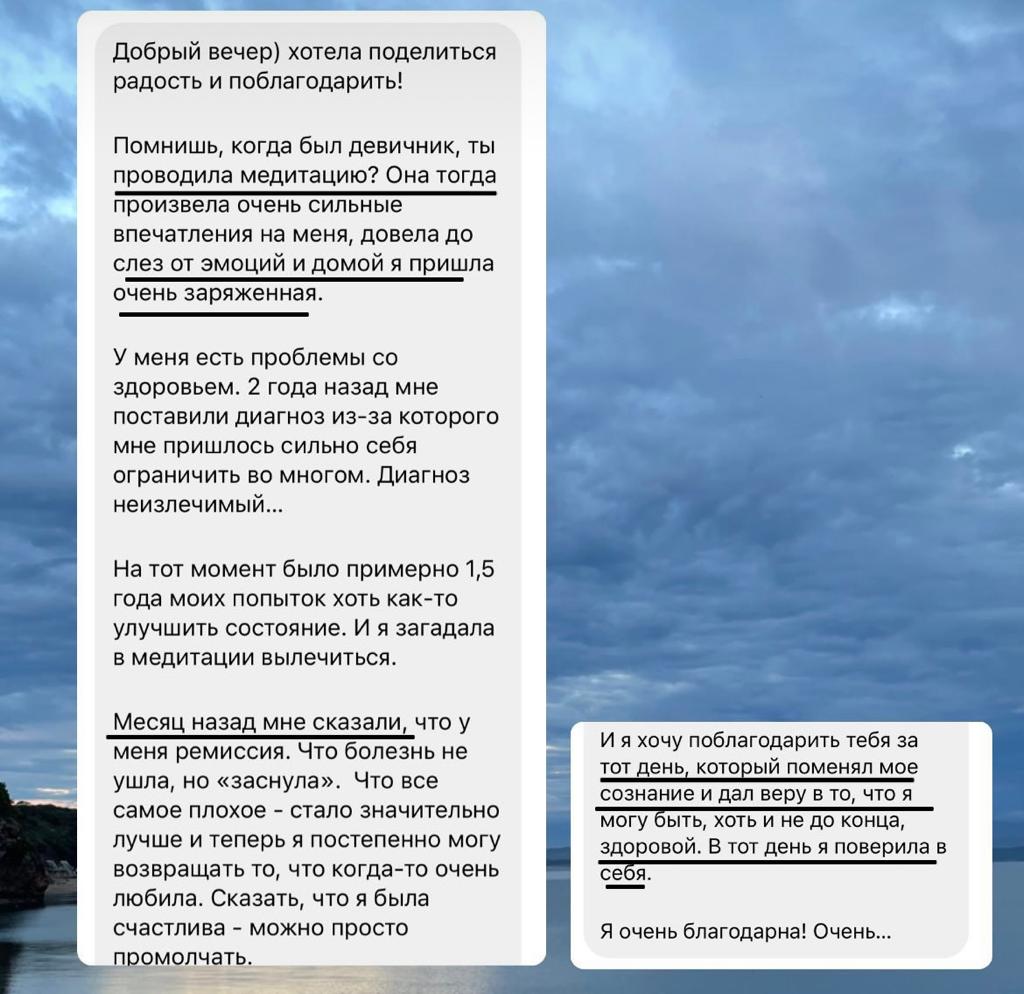 Добрый вечер) хотела поделиться
радость и поблагодарить!
Помнишь, когда был девичник, ты
проводила медитацию? Она тогда
произвела очень сильные
впечатления на меня, довела до
слез от эмоций и домой я пришла
очень заряженная.
У меня есть проблемы со
здоровьем. 2 года назад мне
поставили диагноз из-за которого
мне пришлось сильно себя
ограничить во многом. Диагноз
неизлечимый...
На тот момент было примерно 1,5
года моих попыток хоть как-то
улучшить состояние. И я загадала
в медитации вылечиться.
Месяц назад мне сказали, что у
меня ремиссия. Что болезнь не
ушла, но «заснула». Что все
самое плохое - стало значительно
лучше и теперь я постепенно могу
возвращать то, что когда-то очень
любила. Сказать, что я была
счастлива - можно просто
промолчать.
И я хочу поблагодарить тебя за
тот день, который поменял мое
сознание и дал веру в то, что я
могу быть, хоть и не до конца,
здоровой. В тот день я поверила в
себя.
Я очень благодарна! Очень...